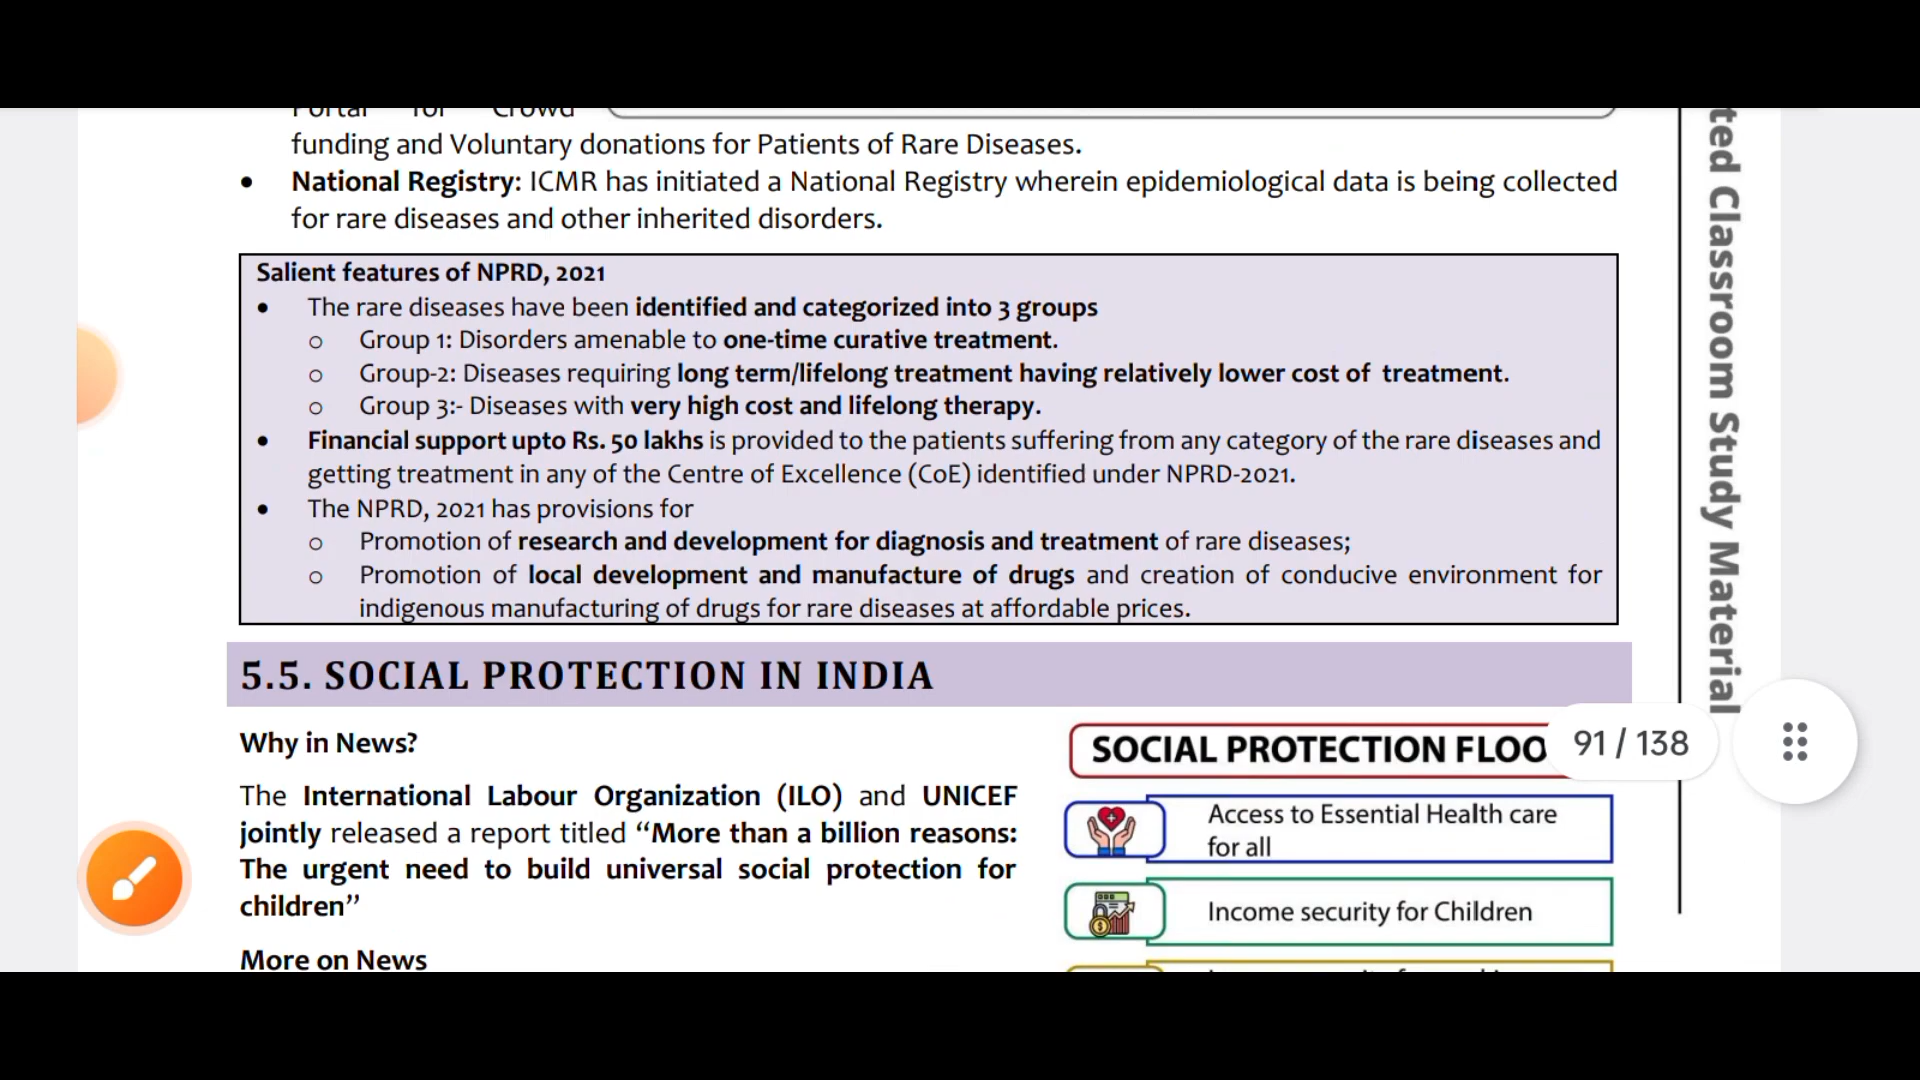 Portal for Crowd
funding and Voluntary donations for Patients of Rare Diseases.
• National Registry: ICMR has initiated a National Registry wherein epidemiological data is being collected
for rare diseases and other inherited disorders.
Salient features of NPRD, 2021
• The rare diseases have been identified and categorized into 3 groups
o Group 1: Disorders amenable to one-time curative treatment.
o Group-2: Diseases requiring long term/lifelong treatment having relatively lower cost of treatment.
o Group 3:- Diseases with very high cost and lifelong therapy.
• Financial support upto Rs. 50 lakhs is provided to the patients suffering from any category of the rare diseases and
getting treatment in any of the Centre of Excellence (CoE) identified under NPRD-2021.
• The NPRD, 2021 has provisions for
o Promotion of research and development for diagnosis and treatment of rare diseases;
o Promotion of local development and manufacture of drugs and creation of conducive environment for
indigenous manufacturing of drugs for rare diseases at affordable prices.
5.5. SOCIAL PROTECTION IN INDIA
Why in News?
The International Labour Organization (ILO) and UNICEF
jointly released a report titled “More than a billion reasons:
The urgent need to build universal social protection for
children”
More on News
SOCIAL PROTECTION FLOO
Access to Essential Health care
for all
Income security for Children
91 / 138
ted Classroom Study Material